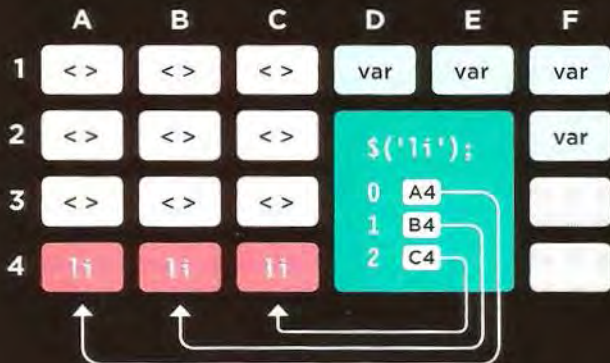 A B C D E F
1 < > < > < > var var var
2 < > < > < > $('li'); var
3 < > < > < > 0 A4
1 B4
4 li li li 2 C4